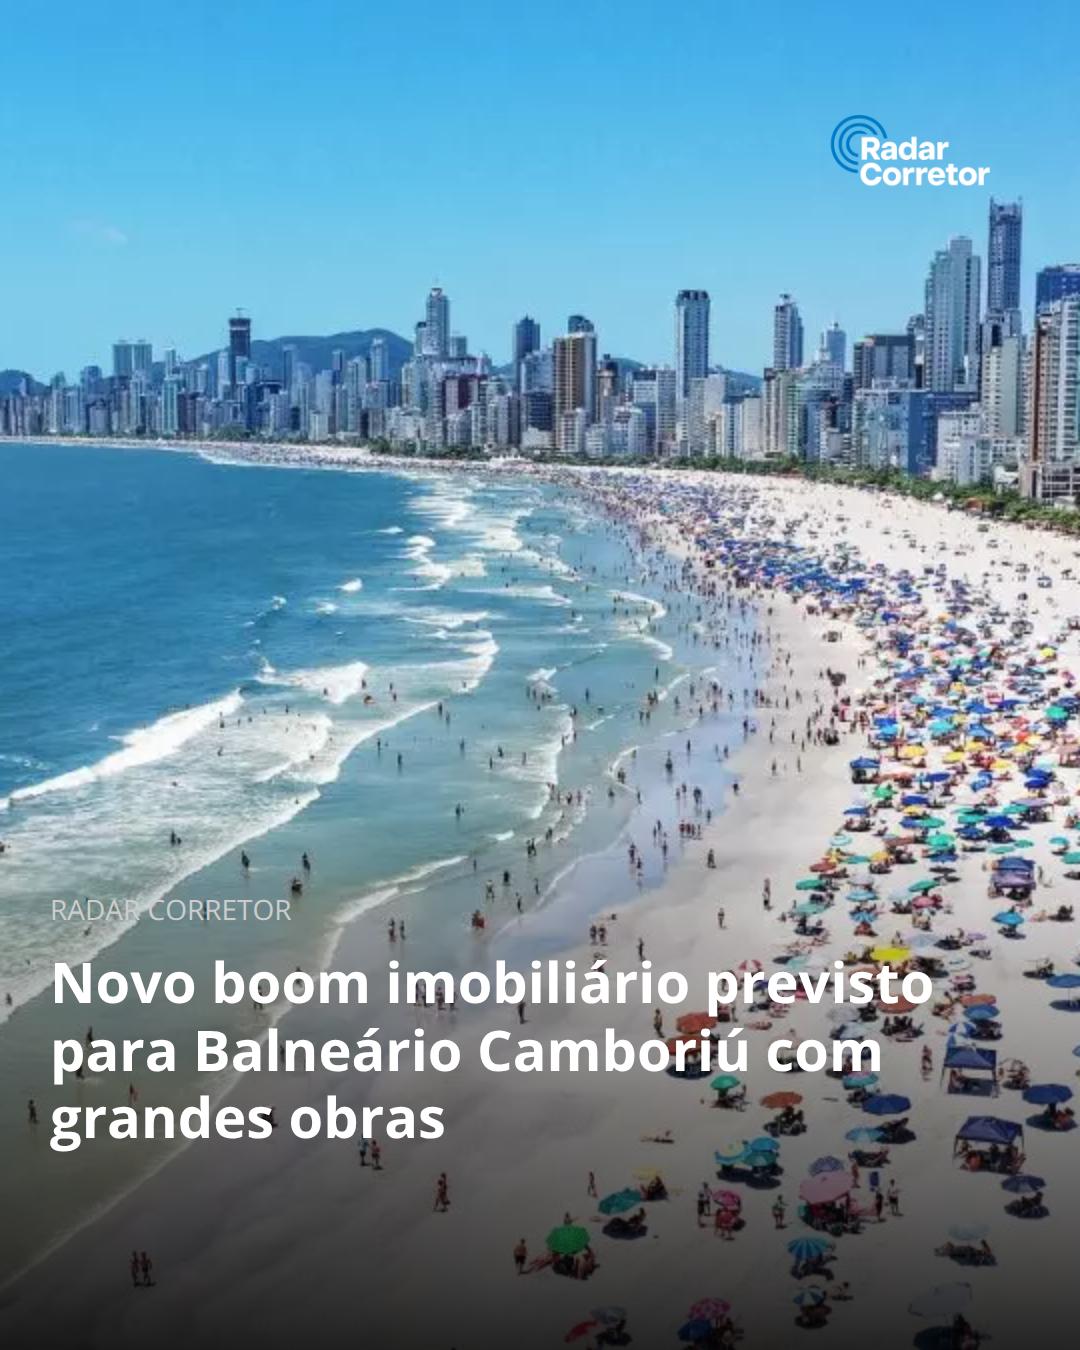 Radar
Corretor
RADAR CORRETOR
Novo boom imobiliário previsto
para Balneário Camboriú com
grandes obras